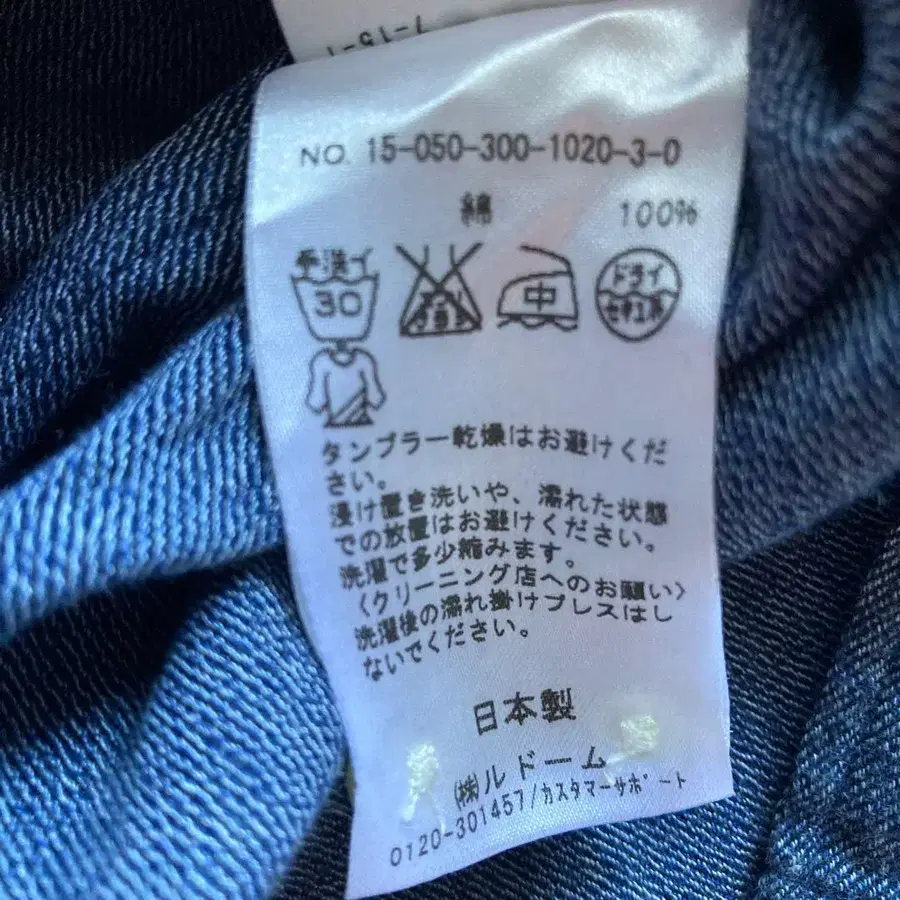 7-15-1
NO. 15-050-300-1020-3-0
綿 100%
手洗イ
30
中
ドライ
セキユ系
タンブラー乾燥はお避けくだ
さい。
浸け置き洗いや、濡れた状態
での放置はお避けください。
洗濯で多少縮みます。
〈クリーニング店へのお願い〉
洗濯後の濡れ掛けプレスはし
ないでください。
日本製
㈱ルドーム
0120-301457/カスタマーサポート